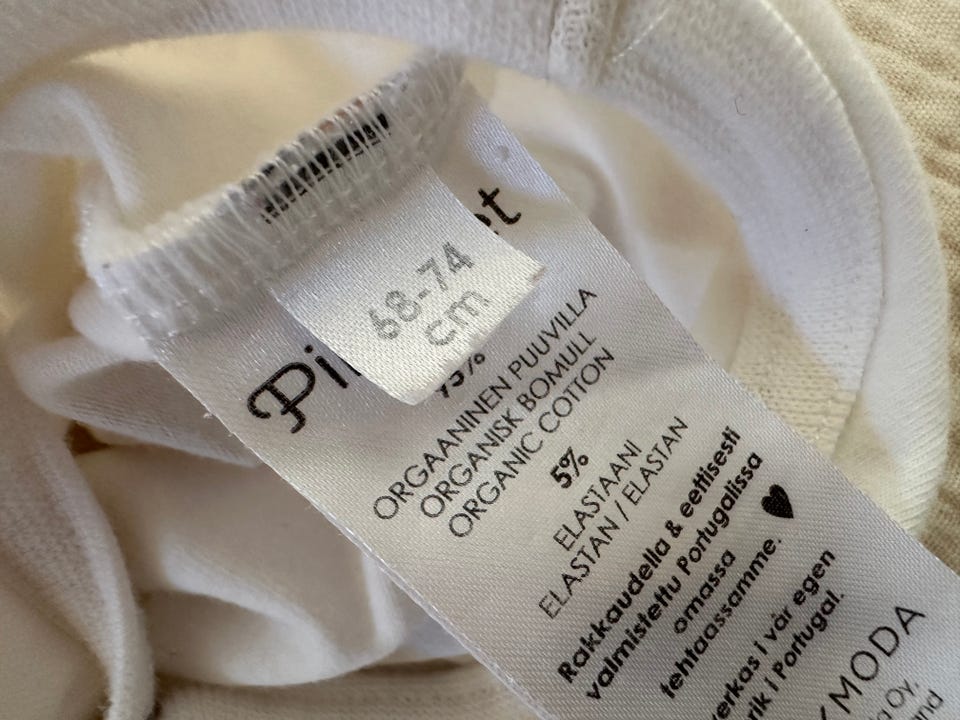 68-74
cm
ORGAANINEN PUUVILLA
ORGANISK BOMULL
ORGANIC COTTON
5%
ELASTAANI
ELASTAN / ELASTAN
Rakkaudella & eettisesti
valmistettu Portugalissa
omassa
tehtaassamme.
i vår egen
i Portugal.
MODA
Oy,